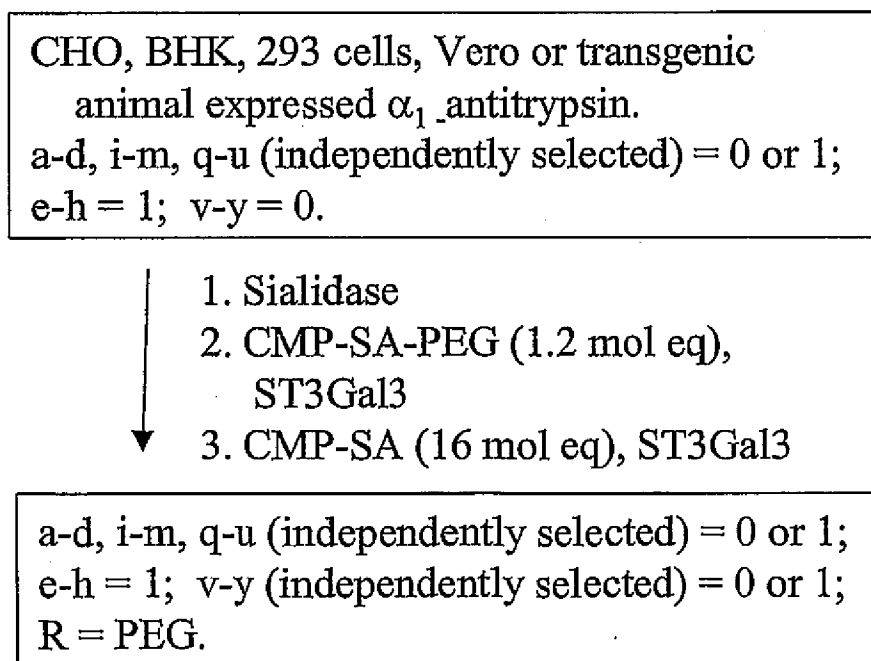 CHO, BHK, 293 cells, Vero or transgenic
animal expressed α₁_antitrypsin.
a-d, i-m, q-u (independently selected) = 0 or 1;
e-h = 1; v-y = 0.
1. Sialidase
2. CMP-SA-PEG (1.2 mol eq),
ST3Gal3
3. CMP-SA (16 mol eq), ST3Gal3
a-d, i-m, q-u (independently selected) = 0 or 1;
e-h = 1; v-y (independently selected) = 0 or 1;
R = PEG.